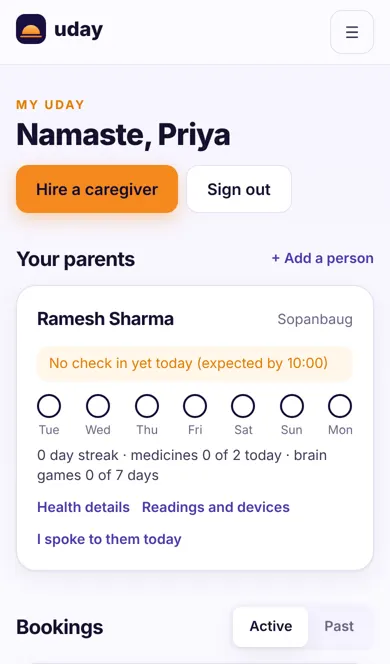 uday
☰
MY UDAY
Namaste, Priya
Hire a caregiver
Sign out
Your parents
+ Add a person
Ramesh Sharma
Sopanbaug
No check in yet today (expected by 10:00)
Tue Wed Thu Fri Sat Sun Mon
0 day streak · medicines 0 of 2 today · brain
games 0 of 7 days
Health details Readings and devices
I spoke to them today
Bookings
Active
Past